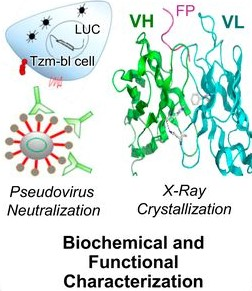 LUC
Tzm-bl cell
Pseudovirus
Neutralization
FP
VH
VL
X-Ray
Crystallization
Biochemical and
Functional
Characterization